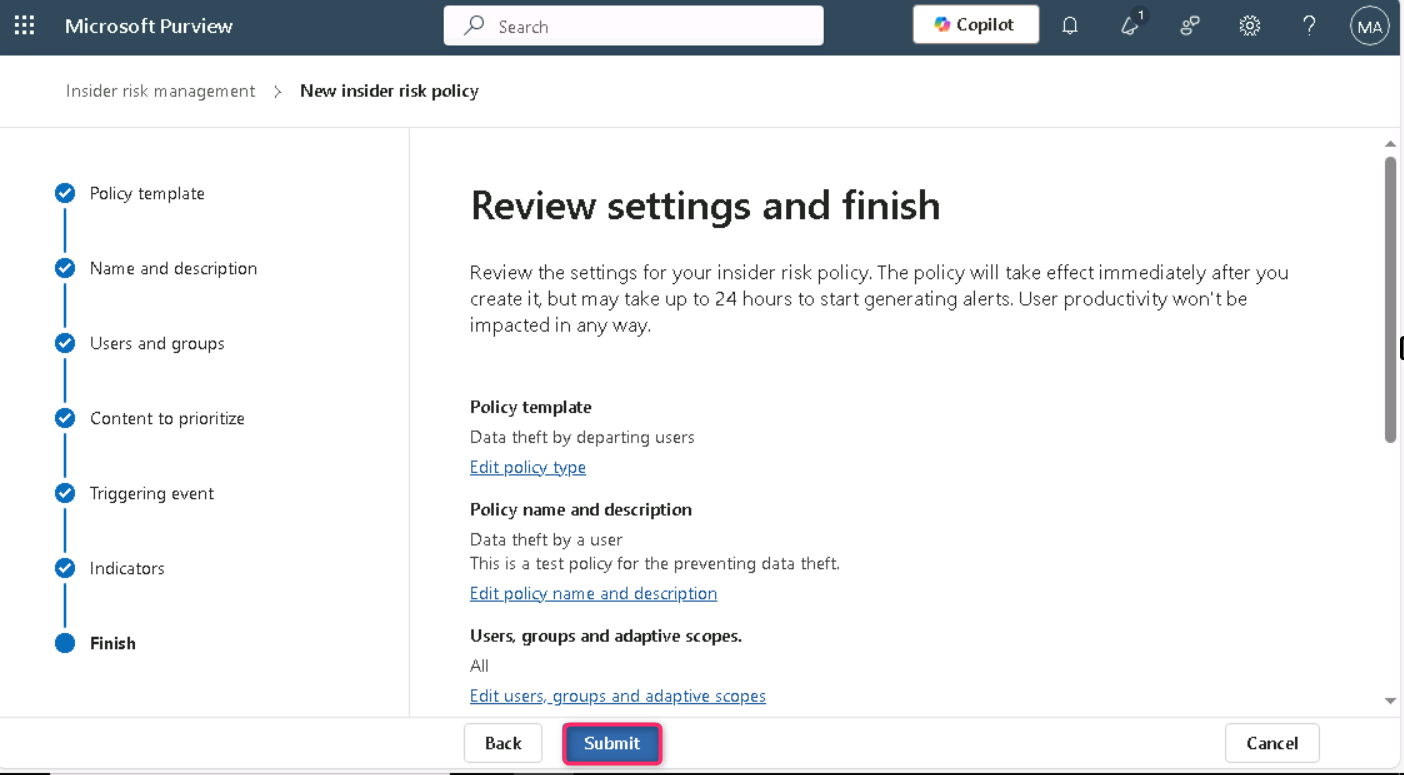 Microsoft Purview
Search
Copilot
1
?
MA
Insider risk management > New insider risk policy
Policy template
Name and description
Users and groups
Content to prioritize
Triggering event
Indicators
Finish
Review settings and finish
Review the settings for your insider risk policy. The policy will take effect immediately after you
create it, but may take up to 24 hours to start generating alerts. User productivity won't be
impacted in any way.
Policy template
Data theft by departing users
Edit policy type
Policy name and description
Data theft by a user
This is a test policy for the preventing data theft.
Edit policy name and description
Users, groups and adaptive scopes.
All
Edit users, groups and adaptive scopes
Back
Submit
Cancel